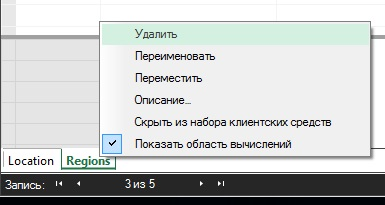 Удалить
Переименовать
Переместить
Описание...
Скрыть из набора клиентских средств
Показать область вычислений
Location
Regions
Запись:
3 из 5